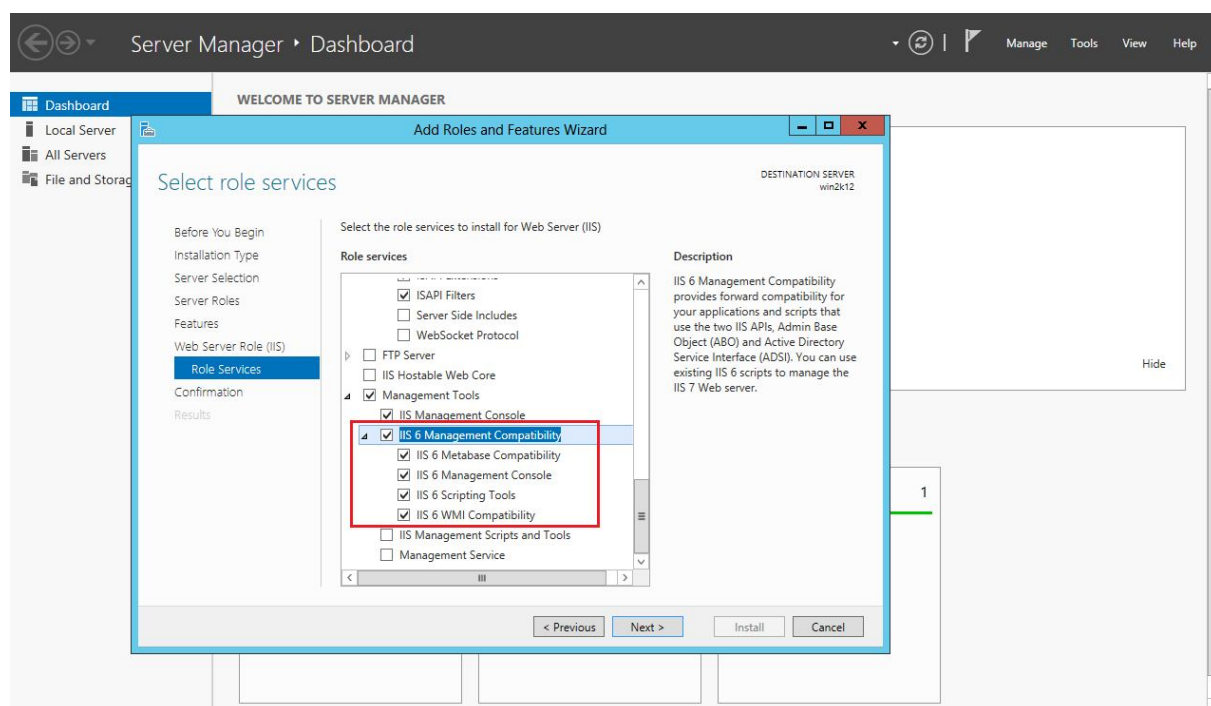 Server Manager ‣ Dashboard
Manage Tools View Help
Dashboard
Local Server
All Servers
File and Storag
WELCOME TO SERVER MANAGER
Add Roles and Features Wizard
Select role services
DESTINATION SERVER
win2k12
Before You Begin
Installation Type
Server Selection
Server Roles
Features
Web Server Role (IIS)
Role Services
Confirmation
Results
Select the role services to install for Web Server (IIS)
Role services
ISAPI Filters
Server Side Includes
WebSocket Protocol
FTP Server
IIS Hostable Web Core
Management Tools
IIS Management Console
IIS 6 Management Compatibility
IIS 6 Metabase Compatibility
IIS 6 Management Console
IIS 6 Scripting Tools
IIS 6 WMI Compatibility
IIS Management Scripts and Tools
Management Service
Description
IIS 6 Management Compatibility
provides forward compatibility for
your applications and scripts that
use the two IIS APIs, Admin Base
Object (ABO) and Active Directory
Service Interface (ADSI). You can use
existing IIS 6 scripts to manage the
IIS 7 Web server.
< Previous Next > Install Cancel
Hide
1